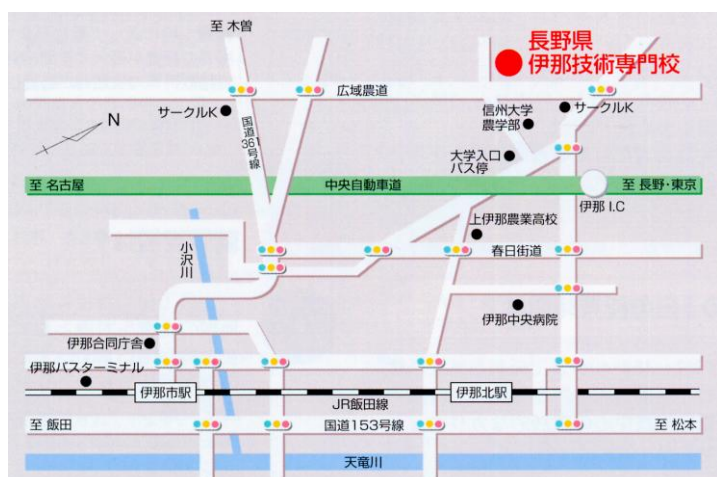 至 木曽
長野県
伊那技術専門校
広域農道
サークルK
国道361号線
信州大学
農学部
サークルK
N
大学入口
バス停
至 名古屋
中央自動車道
至 長野・東京
伊那 I.C
上伊那農業高校
小沢川
春日街道
伊那中央病院
伊那合同庁舎
伊那バスターミナル
伊那市駅
伊那北駅
JR飯田線
至 飯田
国道153号線
至 松本
天竜川